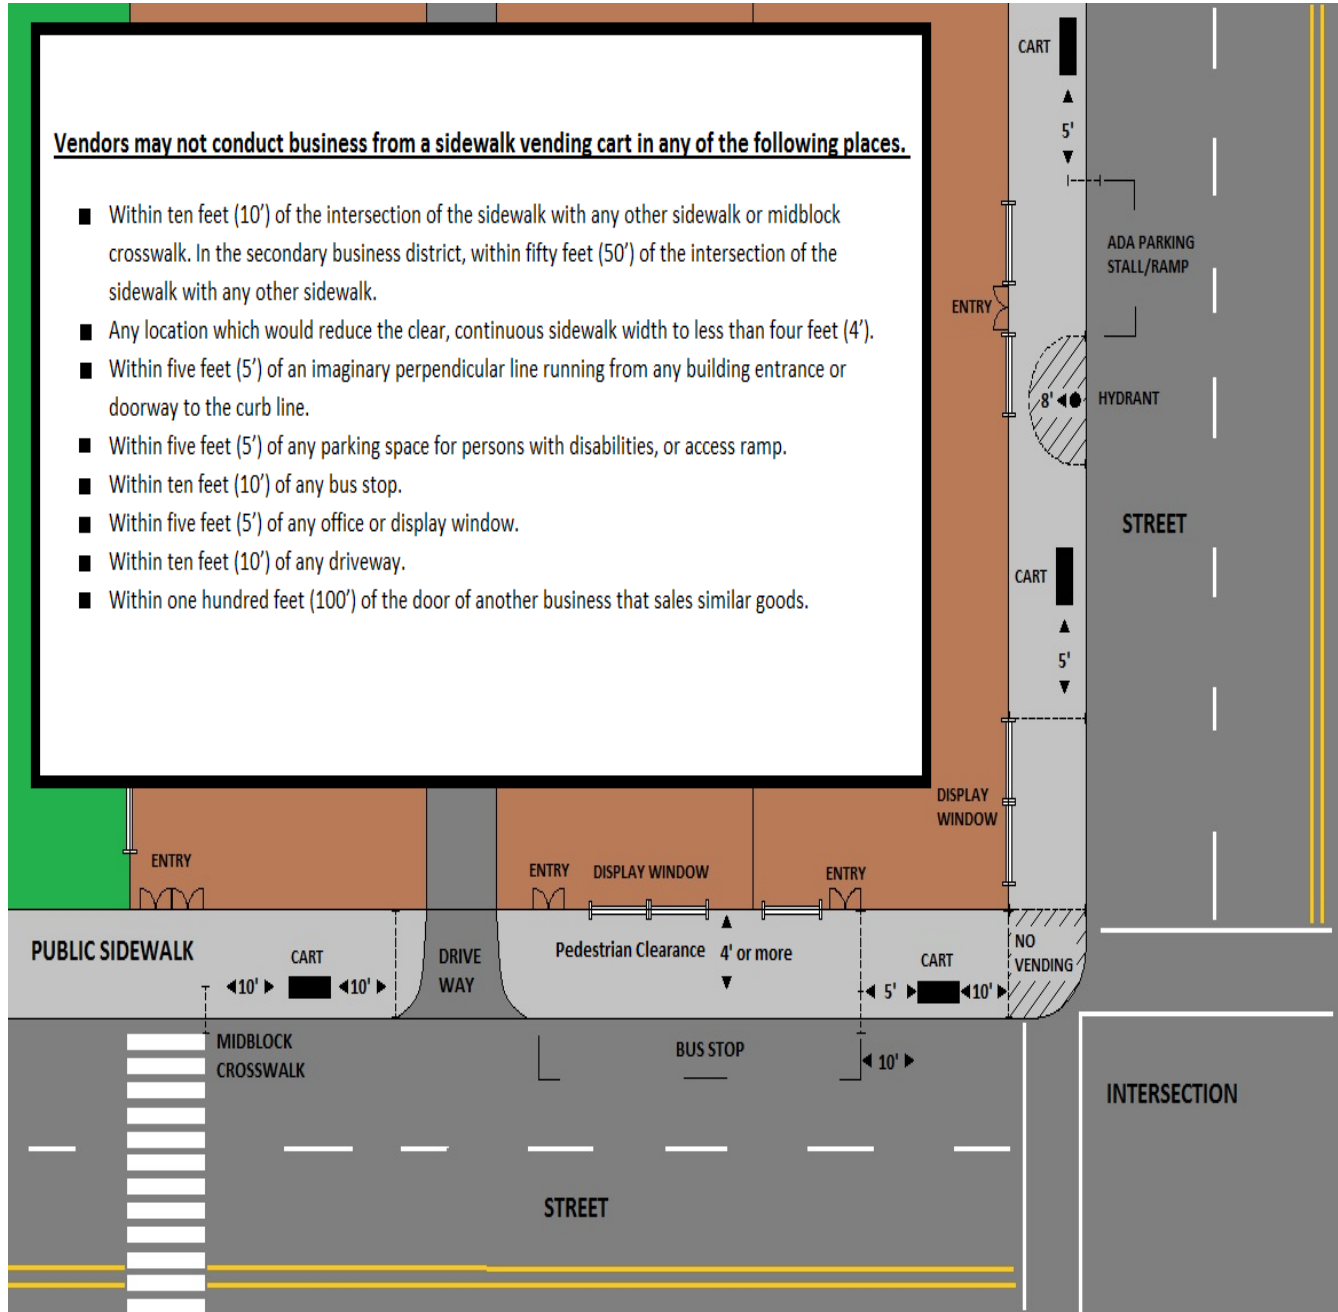 Vendors may not conduct business from a sidewalk vending cart in any of the following places.
■ Within ten feet (10’) of the intersection of the sidewalk with any other sidewalk or midblock
crosswalk. In the secondary business district, within fifty feet (50’) of the intersection of the
sidewalk with any other sidewalk.
■ Any location which would reduce the clear, continuous sidewalk width to less than four feet (4’).
■ Within five feet (5’) of an imaginary perpendicular line running from any building entrance or
doorway to the curb line.
■ Within five feet (5’) of any parking space for persons with disabilities, or access ramp.
■ Within ten feet (10’) of any bus stop.
■ Within five feet (5’) of any office or display window.
■ Within ten feet (10’) of any driveway.
■ Within one hundred feet (100’) of the door of another business that sales similar goods.
CART
5'
ADA PARKING
STALL/RAMP
ENTRY
8'
HYDRANT
STREET
CART
5'
DISPLAY
WINDOW
ENTRY
ENTRY
DISPLAY WINDOW
ENTRY
PUBLIC SIDEWALK
CART
10'
10'
DRIVE
WAY
Pedestrian Clearance
4' or more
CART
5'
10'
NO
VENDING
MIDBLOCK
CROSSWALK
BUS STOP
10'
INTERSECTION
STREET